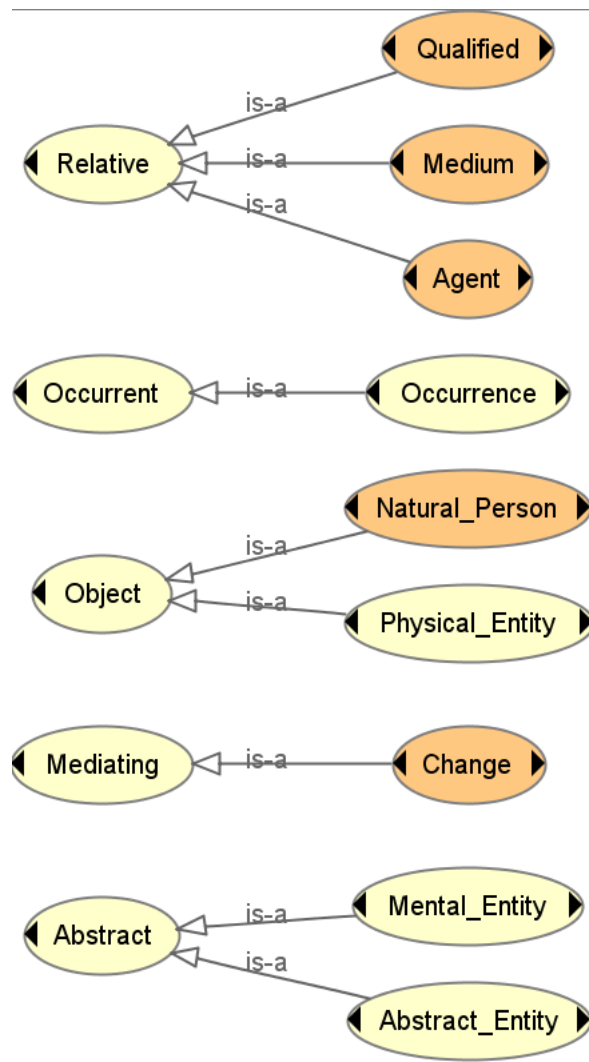 Qualified
is-a
Relative
is-a
Medium
is-a
Agent
Occurrent
is-a
Occurrence
Natural_Person
is-a
Object
is-a
Physical_Entity
Mediating
is-a
Change
Mental_Entity
is-a
Abstract
is-a
Abstract_Entity